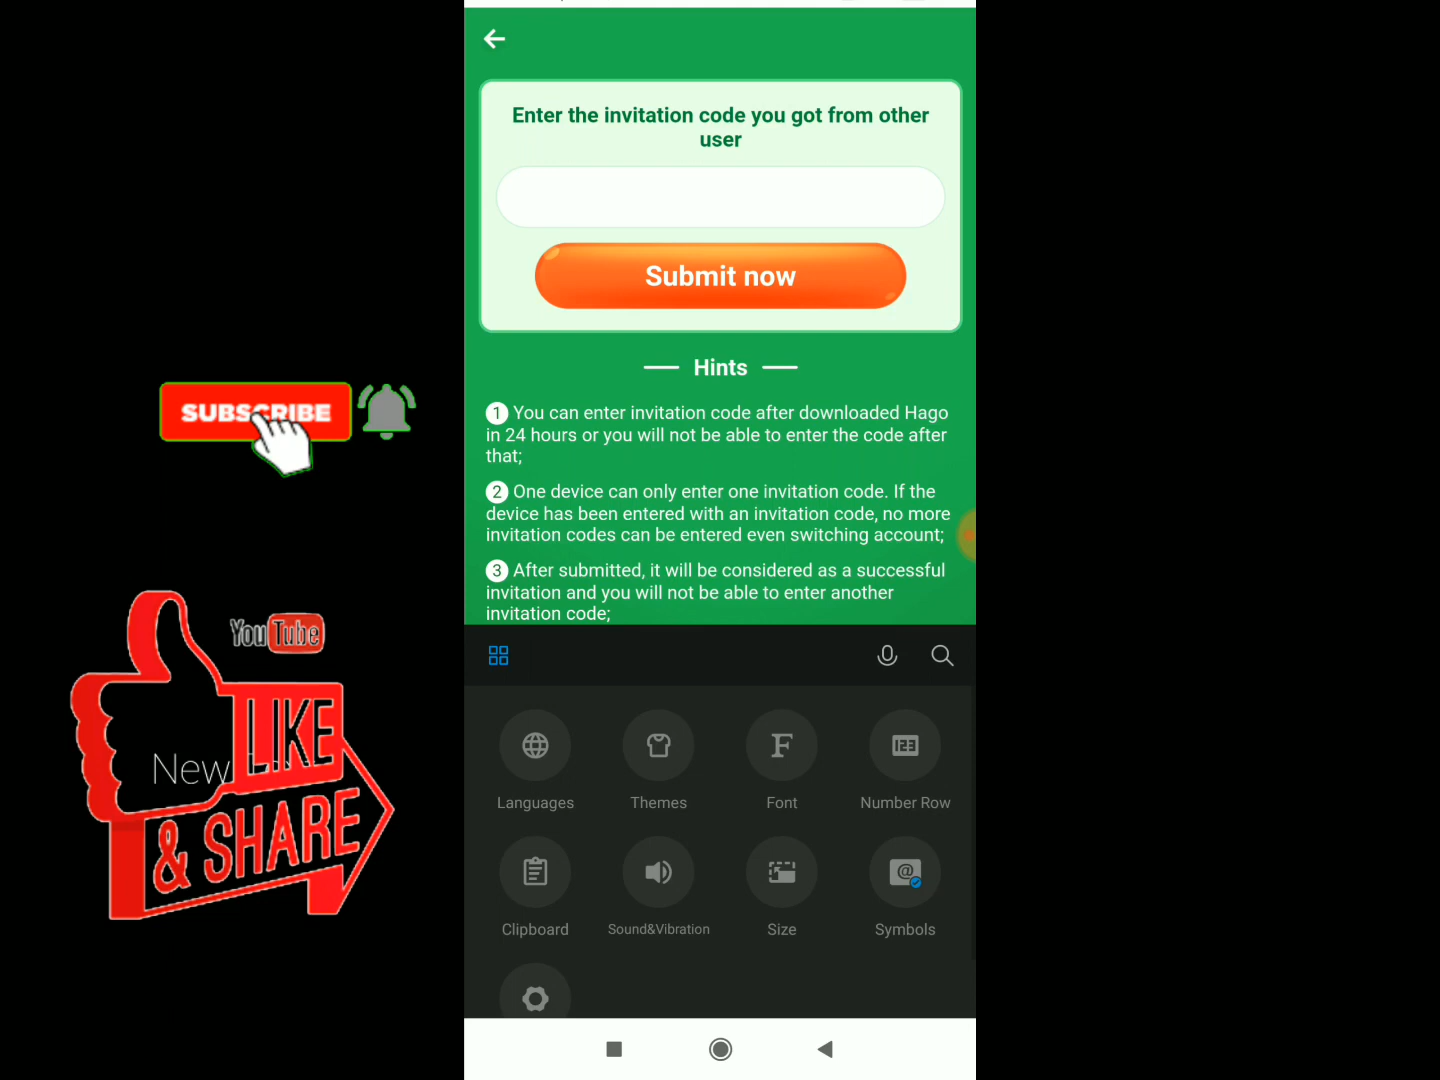 Enter the invitation code you got from other
user
Submit now
Hints
1 You can enter invitation code after downloaded Hago
in 24 hours or you will not be able to enter the code after
that;
2 One device can only enter one invitation code. If the
device has been entered with an invitation code, no more
invitation codes can be entered even switching account;
3 After submitted, it will be considered as a successful
invitation and you will not be able to enter another
invitation code;
SUBSCRIBE
YouTube
New
LIKE
& SHARE
Languages
Themes
F
Font
123
Number Row
Clipboard
Sound&Vibration
Size
@
Symbols